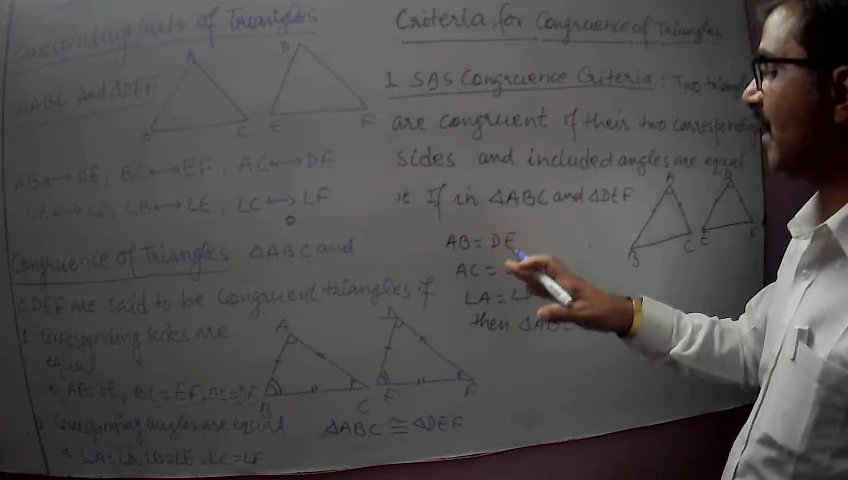 Corresponding Parts of Triangles
△ABC and △DEF
A
B
C
D
E
F
AB ⟷ DE, BC ⟷ EF, AC ⟷ DF
∠A ⟷ ∠D, ∠B ⟷ ∠E, ∠C ⟷ ∠F
Congruence of Triangles △ABC and
△DEF are said to be congruent triangles if
1 Corresponding sides are
equal
AB=DE, BC=EF, AC=DF
2 Corresponding angles are equal
∠A=∠D, ∠B=∠E, ∠C=∠F
A
B
C
D
E
F
△ABC ≅ △DEF
Criteria for Congruence of Triangles
1 SAS Congruence Criteria : Two
are congruent if their two corresponding
sides and included angles are equal
If in △ABC and △DEF
AB = DE
AC =
∠A = ∠D
then △ABC
A
B
C
D
E
F